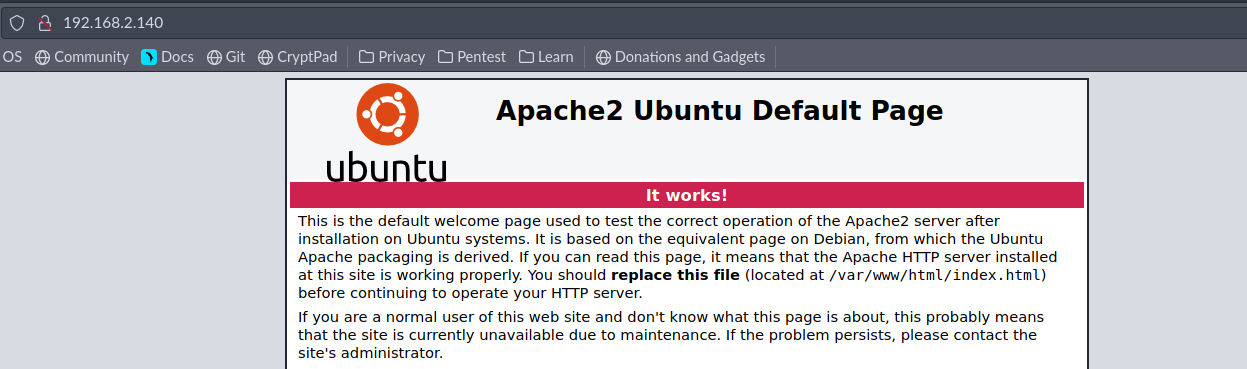 192.168.2.140
OS Community Docs Git CryptPad Privacy Pentest Learn Donations and Gadgets
Apache2 Ubuntu Default Page
ubuntu
It works!
This is the default welcome page used to test the correct operation of the Apache2 server after
installation on Ubuntu systems. It is based on the equivalent page on Debian, from which the Ubuntu
Apache packaging is derived. If you can read this page, it means that the Apache HTTP server installed
at this site is working properly. You should replace this file (located at /var/www/html/index.html)
before continuing to operate your HTTP server.
If you are a normal user of this web site and don't know what this page is about, this probably means
that the site is currently unavailable due to maintenance. If the problem persists, please contact the
site's administrator.